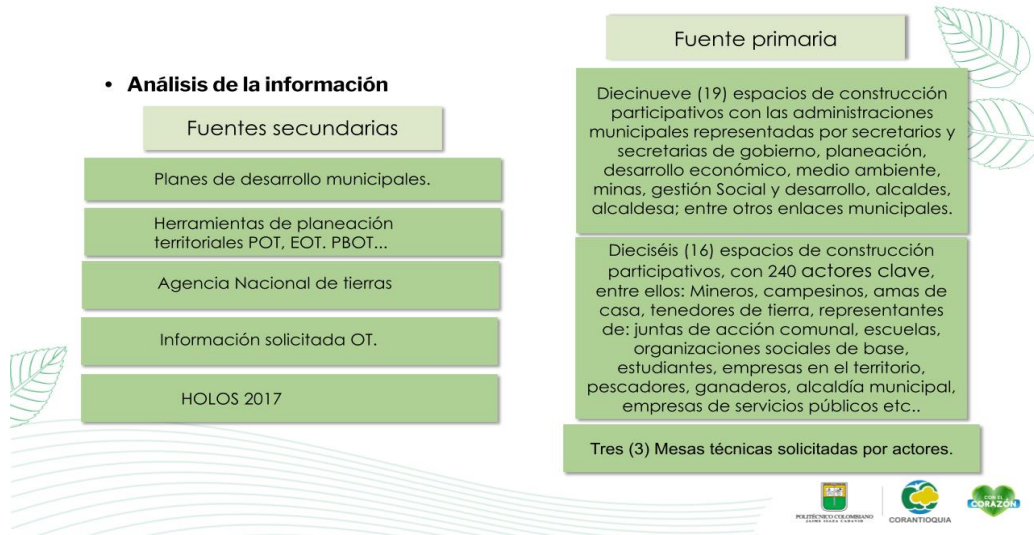 • Análisis de la información
Fuentes secundarias
Planes de desarrollo municipales.
Herramientas de planeación
territoriales POT, EOT. PBOT...
Agencia Nacional de tierras
Información solicitada OT.
HOLOS 2017
Fuente primaria
Diecinueve (19) espacios de construcción
participativos con las administraciones
municipales representadas por secretarios y
secretarias de gobierno, planeación,
desarrollo económico, medio ambiente,
minas, gestión Social y desarrollo, alcaldes,
alcaldesa; entre otros enlaces municipales.
Dieciséis (16) espacios de construcción
participativos, con 240 actores clave,
entre ellos: Mineros, campesinos, amas de
casa, tenedores de tierra, representantes
de: juntas de acción comunal, escuelas,
organizaciones sociales de base,
estudiantes, empresas en el territorio,
pescadores, ganaderos, alcaldía municipal,
empresas de servicios públicos etc..
Tres (3) Mesas técnicas solicitadas por actores.
POLITÉCNICO COLOMBIANO
JAIME ISAZA CADAVID
CORANTIOQUIA
CON EL
CORAZÓN